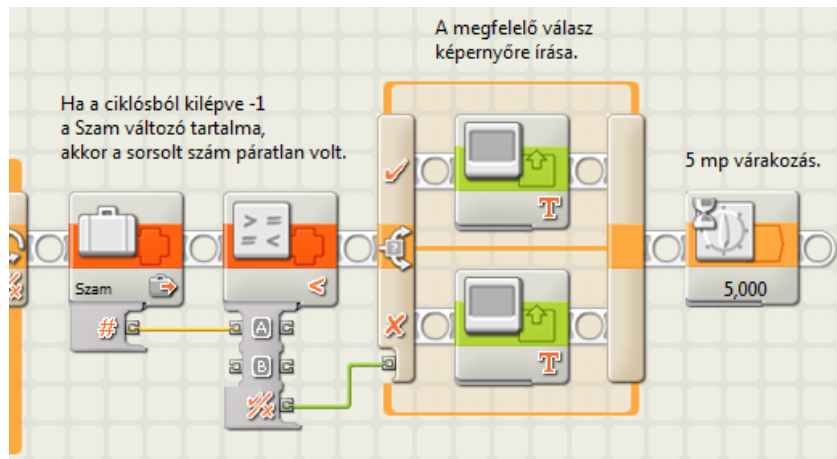 A megfelelő válasz
képernyőre írása.
Ha a ciklósból kilépve -1
a Szam változó tartalma,
akkor a sorsolt szám páratlan volt.
5 mp várakozás.
> =
= <
?
T
Szam
<
5,000
#
A
B
T